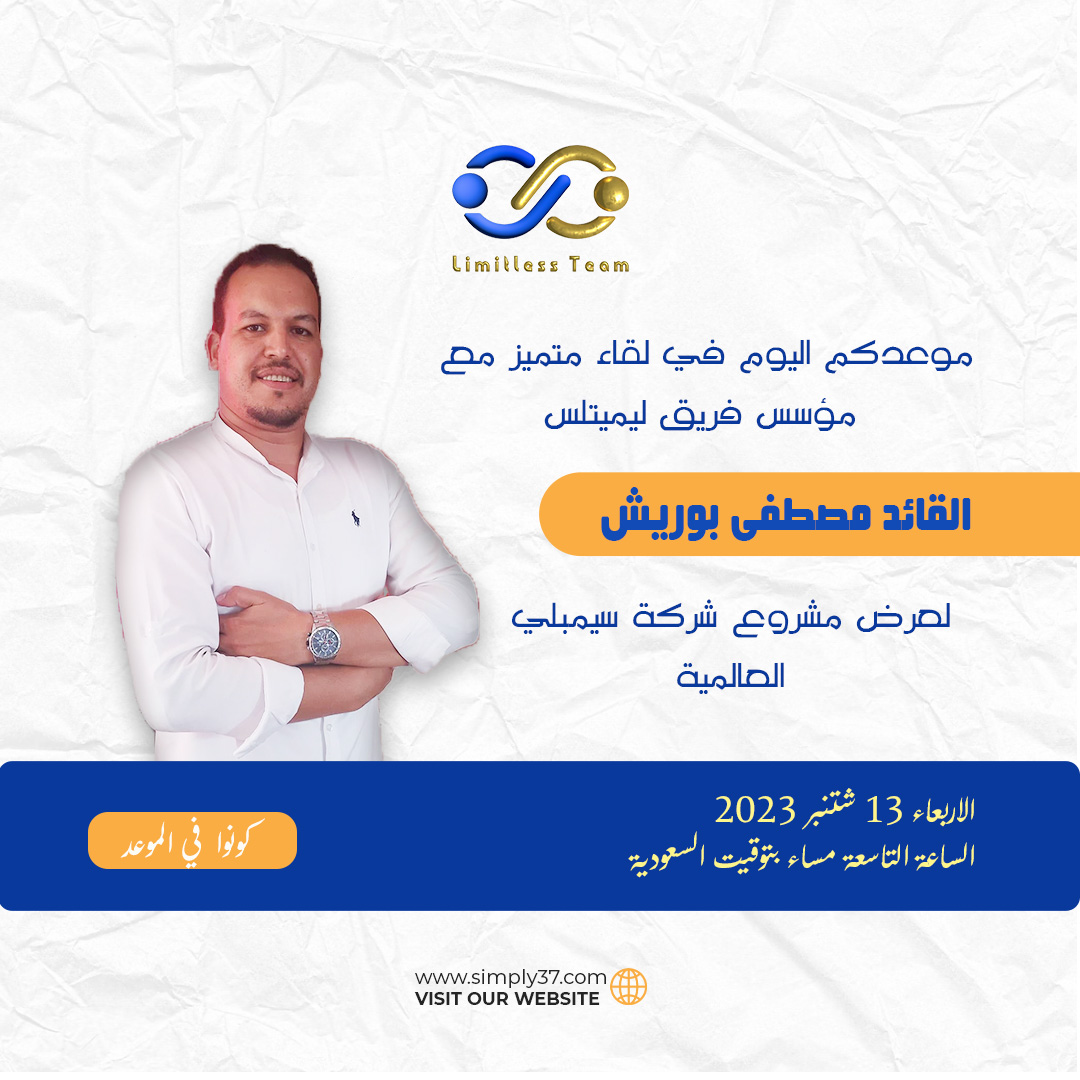 Limitless Team
موعدكم اليوم في لقاء متميز مع
مؤسس فريق ليميتلس
القائد مصطفى بوريش
لعرض مشروع شركة سيمبلي
العالمية
الاربعاء 13 شتنبر 2023
الساعة التاسعة مساء بتوقيت السعودية
كونوا في الموعد
www.simply37.com
VISIT OUR WEBSITE